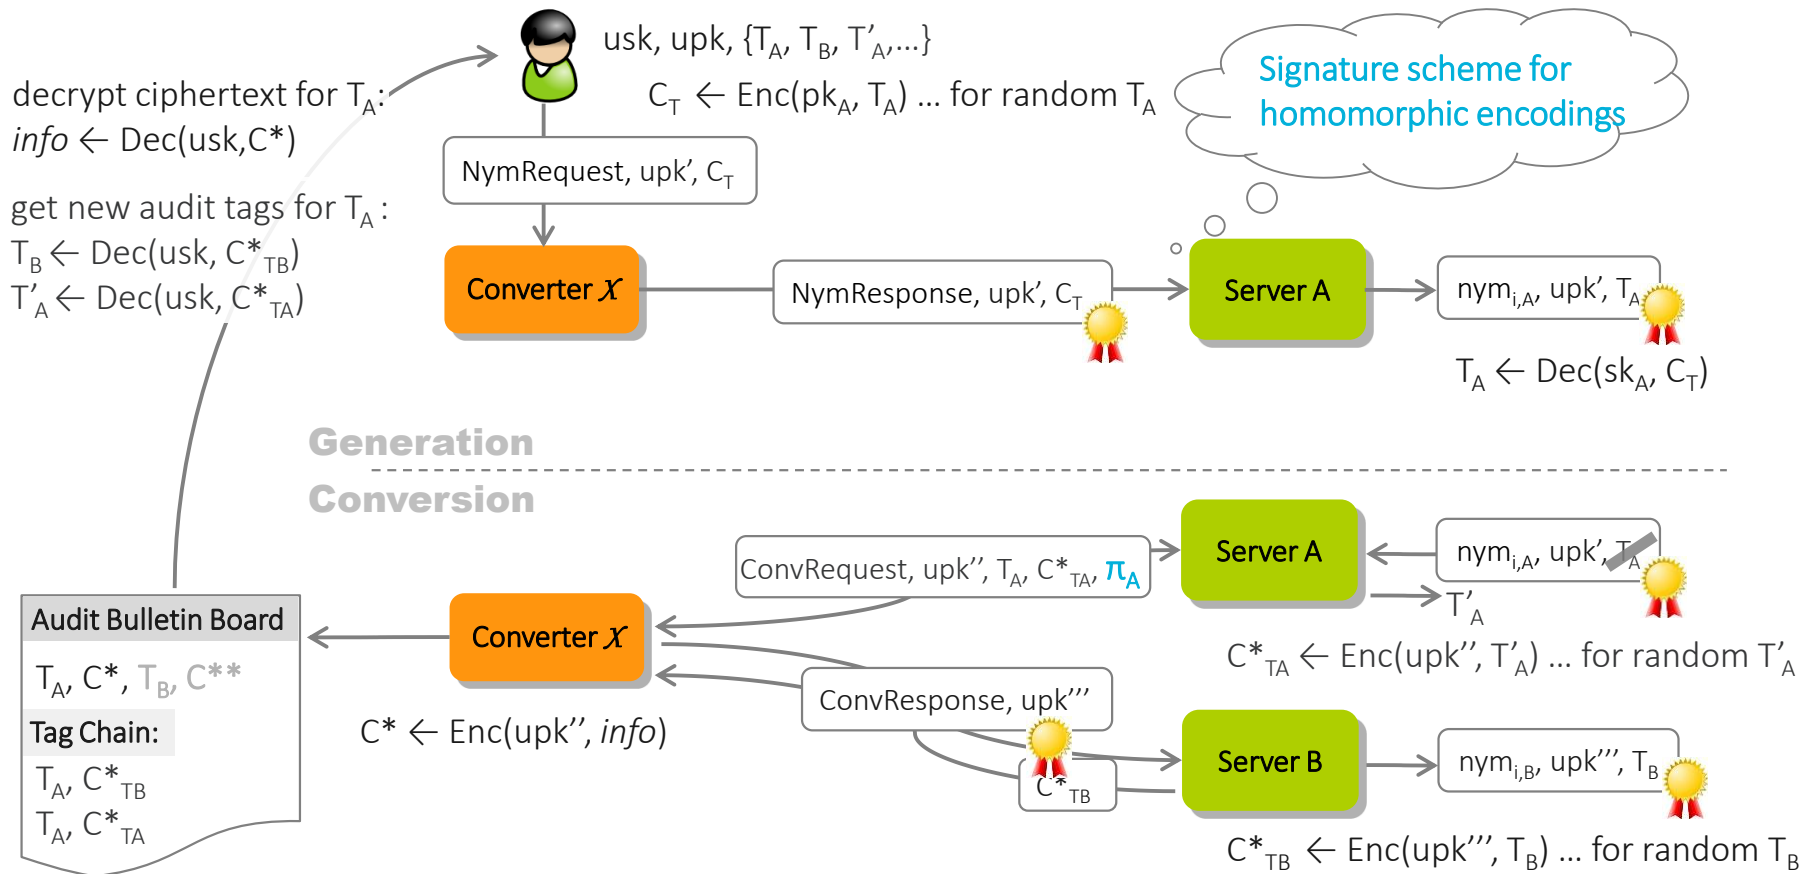 usk, upk, {T_A, T_B, T'_A,...}
C_T ← Enc(pk_A, T_A) ... for random T_A
Signature scheme for
homomorphic encodings
decrypt ciphertext for T_A:
info ← Dec(usk,C*)
get new audit tags for T_A :
T_B ← Dec(usk, C*_TB)
T'_A ← Dec(usk, C*_TA)
NymRequest, upk', C_T
Converter X
NymResponse, upk', C_T
Server A
nym_i,A, upk', T_A
T_A ← Dec(sk_A, C_T)
Generation
Conversion
ConvRequest, upk'', T_A, C*_TA, π_A
Server A
nym_i,A, upk', T_A
T'_A
C*_TA ← Enc(upk'', T'_A) ... for random T'_A
Converter X
C* ← Enc(upk'', info)
ConvResponse, upk'''
C*_TB
Server B
nym_i,B, upk''', T_B
C*_TB ← Enc(upk''', T_B) ... for random T_B
Audit Bulletin Board
T_A, C*, T_B, C**
Tag Chain:
T_A, C*_TB
T_A, C*_TA